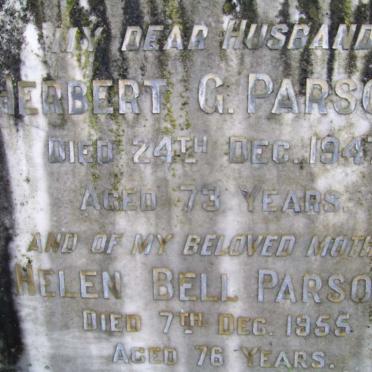 MY DEAR HUSBAND
HERBERT G. PARSO
DIED 24TH DEC. 194
AGED 73 YEARS.
AND OF MY BELOVED MOTH
HELEN BELL PARSO
DIED 7TH DEC. 1955
AGED 76 YEARS.